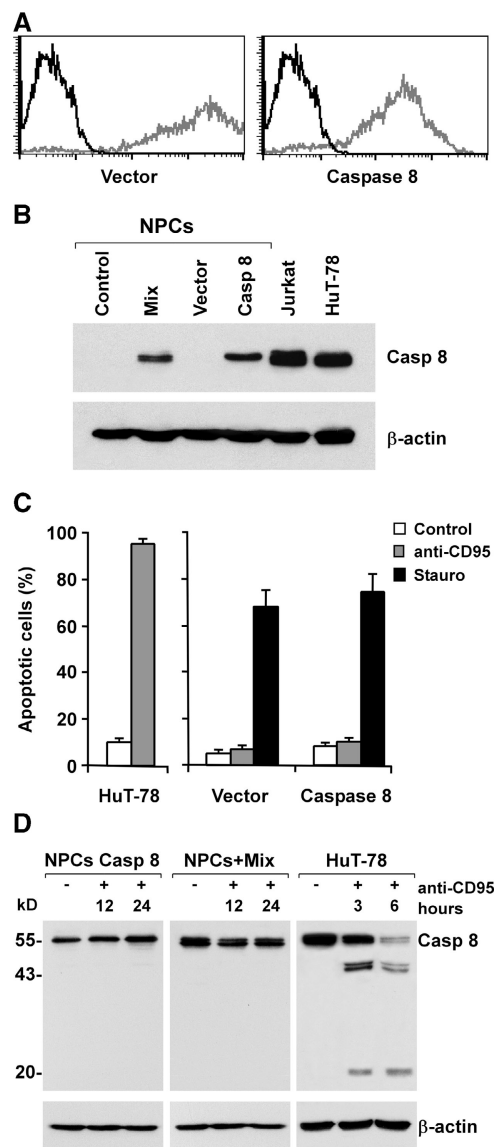 A
Vector
Caspase 8
B
NPCs
Control
Mix
Vector
Casp 8
Jurkat
HuT-78
Casp 8
β-actin
C
Apoptotic cells (%)
100
80
60
40
20
0
Control
anti-CD95
Stauro
HuT-78
Vector
Caspase 8
D
NPCs Casp 8 NPCs+Mix HuT-78
- + + - + + - + + anti-CD95
kD 12 24 12 24 3 6 hours
55- Casp 8
43-
20-
β-actin